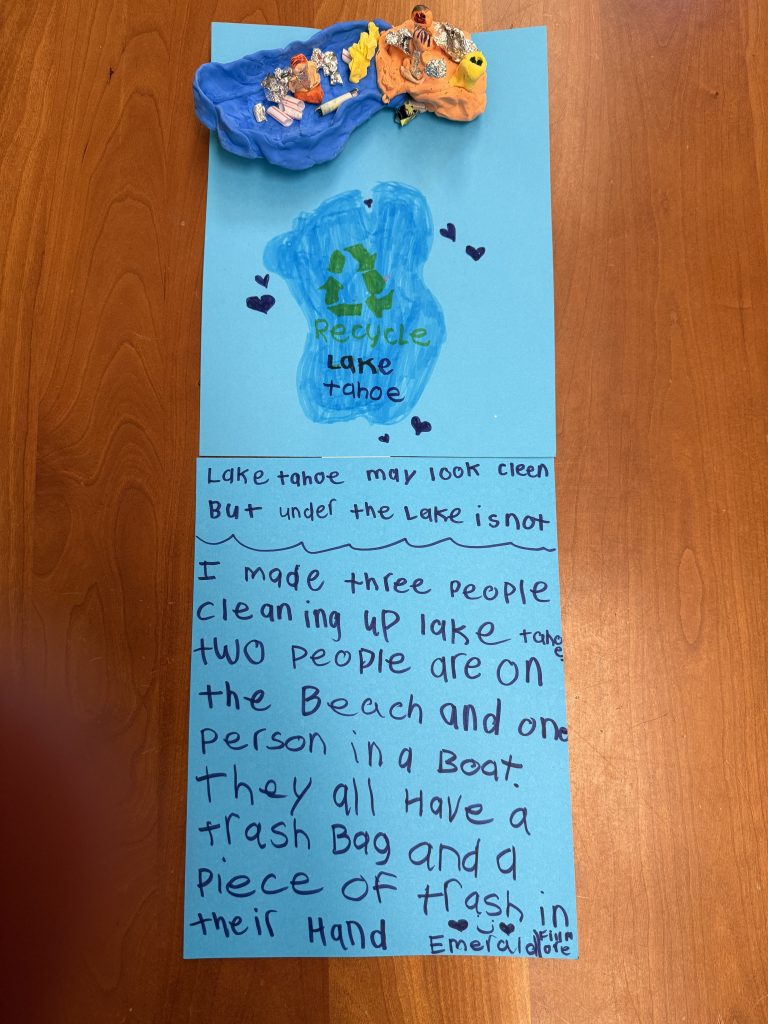 Recycle
Lake
tahoe
Lake tahoe may look cleen
But under the Lake is not
I made three people
cleaning up lake tahoe
two people are on
the Beach and one
person in a Boat.
they all Have a
trash Bag and a
piece of trash in
their Hand
Emerald